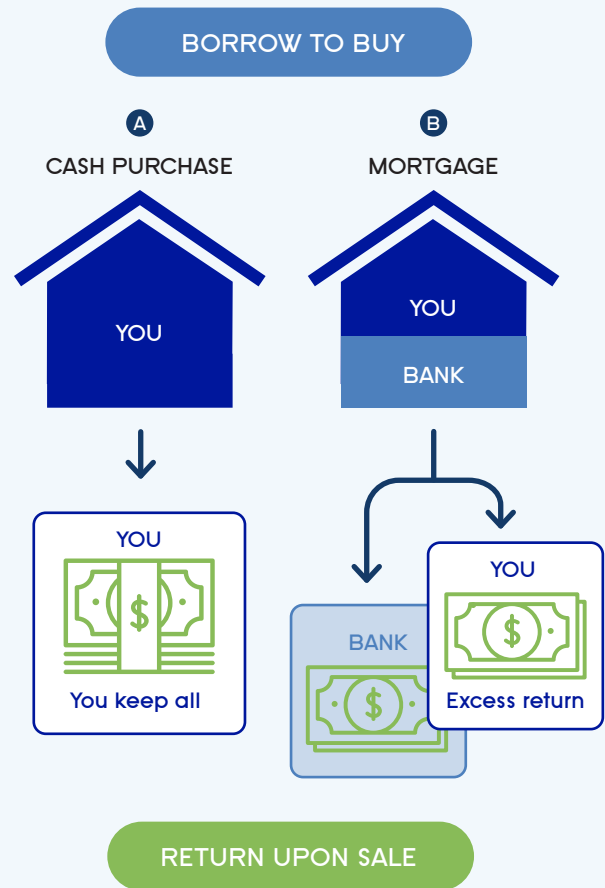 BORROW TO BUY
A
CASH PURCHASE
YOU
YOU
$
You keep all
B
MORTGAGE
YOU
BANK
BANK
$
YOU
$
Excess return
RETURN UPON SALE